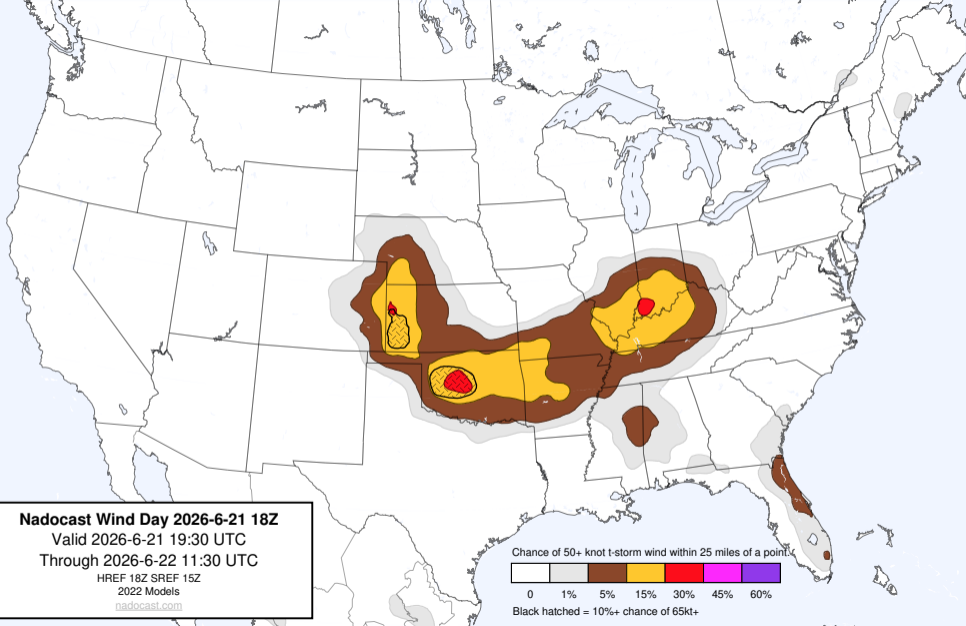 Nadocast Wind Day 2026-6-21 18Z
Valid 2026-6-21 19:30 UTC
Through 2026-6-22 11:30 UTC
HREF 18Z SREF 15Z
2022 Models
nadocast.com
Chance of 50+ knot t-storm wind within 25 miles of a point.
0 1% 5% 15% 30% 45% 60%
Black hatched = 10%+ chance of 65kt+